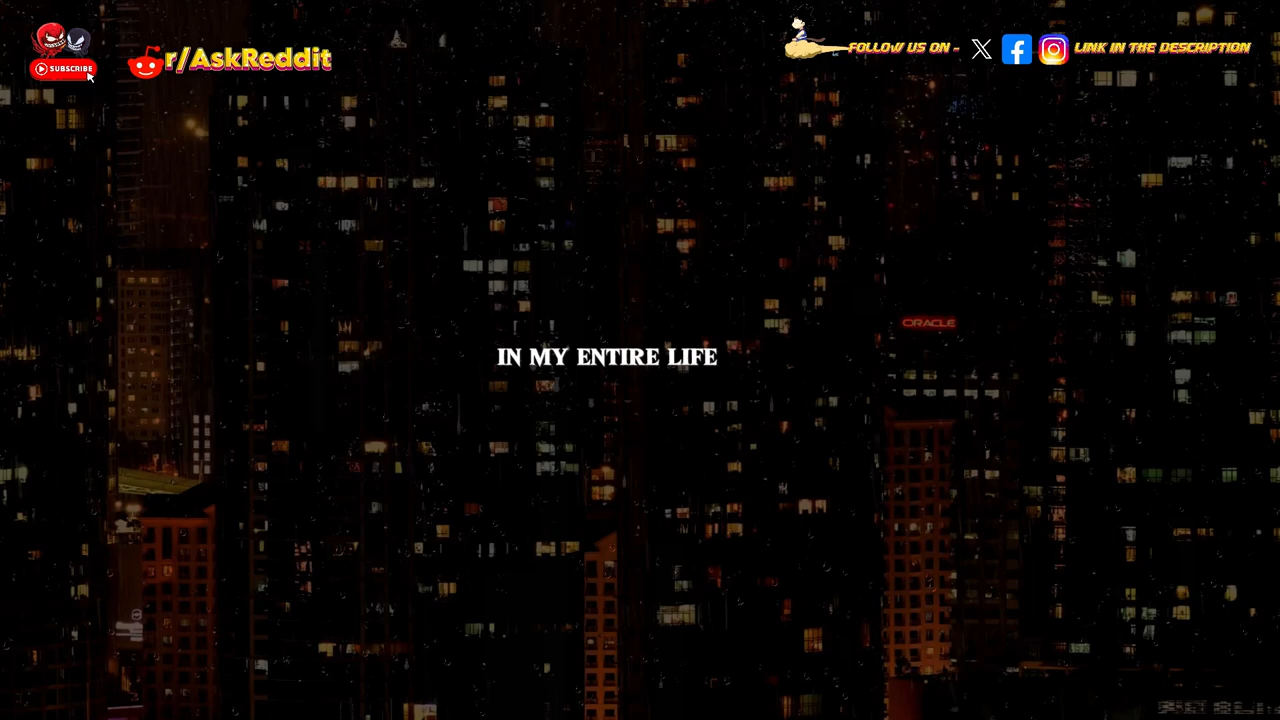 SUBSCRIBE
r/AskReddit
FOLLOW US ON -
LINK IN THE DESCRIPTION
ORACLE
IN MY ENTIRE LIFE